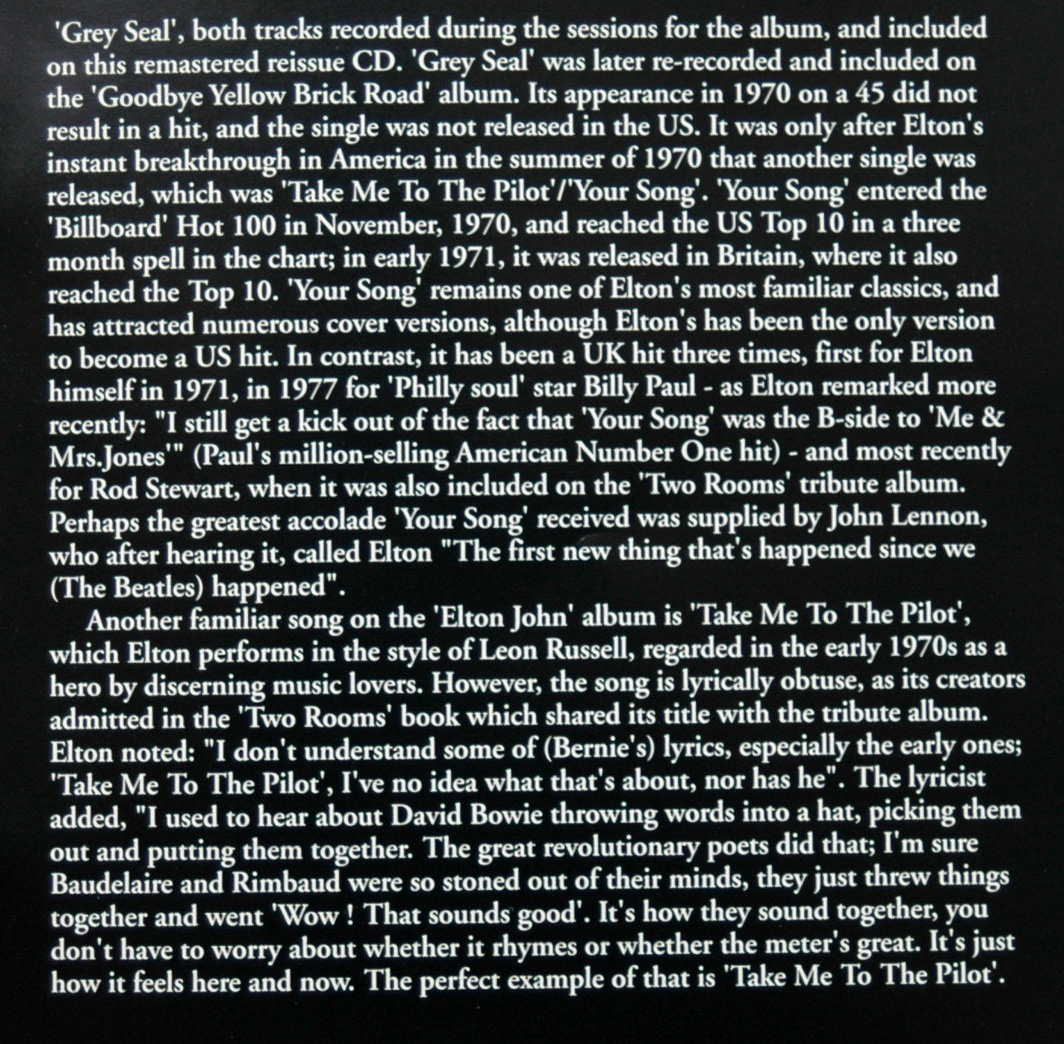 'Grey Seal', both tracks recorded during the sessions for the album, and included
on this remastered reissue CD. 'Grey Seal' was later re-recorded and included on
the 'Goodbye Yellow Brick Road' album. Its appearance in 1970 on a 45 did not
result in a hit, and the single was not released in the US. It was only after Elton's
instant breakthrough in America in the summer of 1970 that another single was
released, which was 'Take Me To The Pilot'/'Your Song'. 'Your Song' entered the
'Billboard' Hot 100 in November, 1970, and reached the US Top 10 in a three
month spell in the chart; in early 1971, it was released in Britain, where it also
reached the Top 10. 'Your Song' remains one of Elton's most familiar classics, and
has attracted numerous cover versions, although Elton's has been the only version
to become a US hit. In contrast, it has been a UK hit three times, first for Elton
himself in 1971, in 1977 for 'Philly soul' star Billy Paul - as Elton remarked more
recently: "I still get a kick out of the fact that 'Your Song' was the B-side to 'Me &
Mrs.Jones'" (Paul's million-selling American Number One hit) - and most recently
for Rod Stewart, when it was also included on the 'Two Rooms' tribute album.
Perhaps the greatest accolade 'Your Song' received was supplied by John Lennon,
who after hearing it, called Elton "The first new thing that's happened since we
(The Beatles) happened".
Another familiar song on the 'Elton John' album is 'Take Me To The Pilot',
which Elton performs in the style of Leon Russell, regarded in the early 1970s as a
hero by discerning music lovers. However, the song is lyrically obtuse, as its creators
admitted in the 'Two Rooms' book which shared its title with the tribute album.
Elton noted: "I don't understand some of (Bernie's) lyrics, especially the early ones;
'Take Me To The Pilot', I've no idea what that's about, nor has he". The lyricist
added, "I used to hear about David Bowie throwing words into a hat, picking them
out and putting them together. The great revolutionary poets did that; I'm sure
Baudelaire and Rimbaud were so stoned out of their minds, they just threw things
together and went 'Wow ! That sounds good'. It's how they sound together, you
don't have to worry about whether it rhymes or whether the meter's great. It's just
how it feels here and now. The perfect example of that is 'Take Me To The Pilot'.